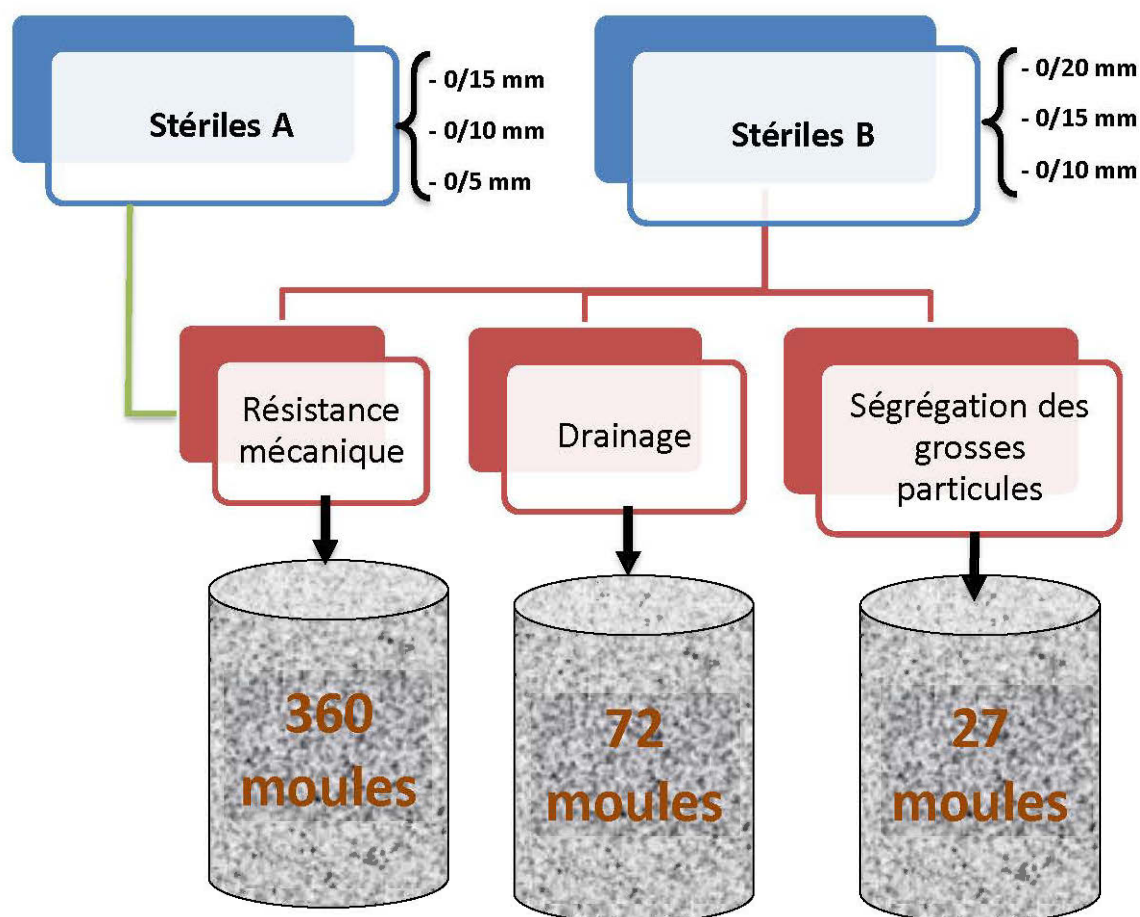 Stériles A
- 0/15 mm
- 0/10 mm
- 0/5 mm
Stériles B
- 0/20 mm
- 0/15 mm
- 0/10 mm
Résistance
mécanique
Drainage
Ségrégation des
grosses
particules
360
moules
72
moules
27
moules